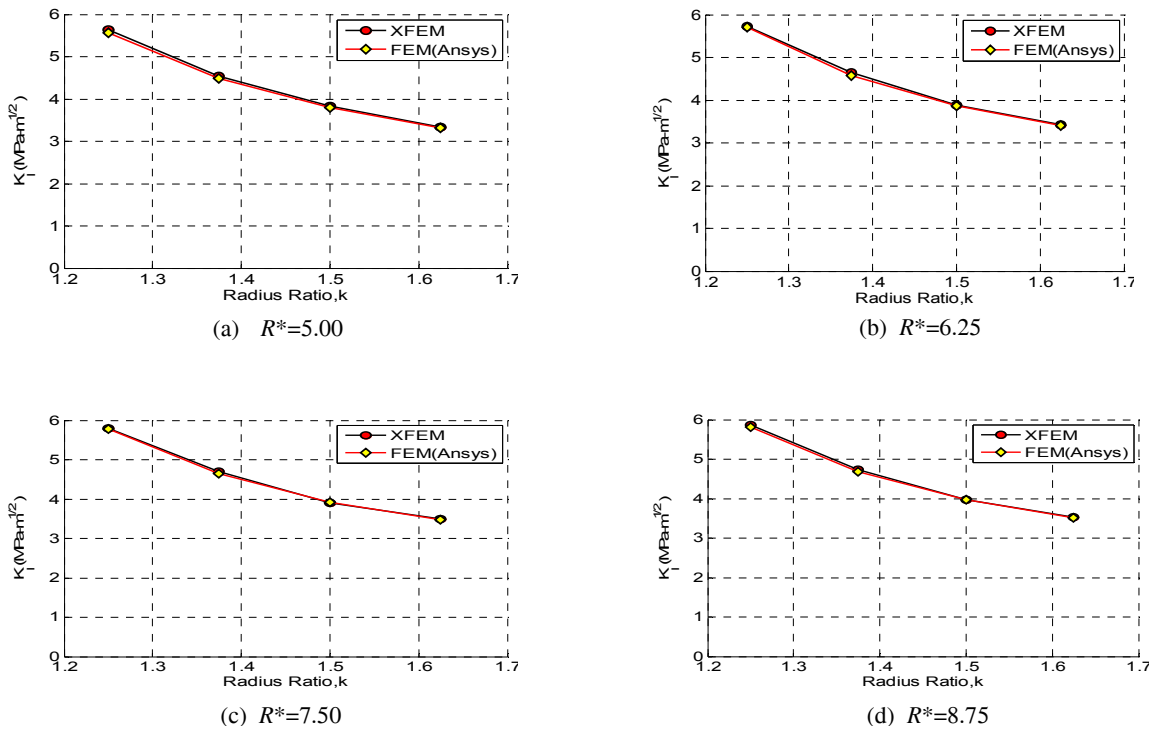 6
5
4
3
2
1
0
K_I (MPa-m^1/2)
1.2 1.3 1.4 1.5 1.6 1.7
Radius Ratio,k
XFEM
FEM(Ansys)
(a) R*=5.00
6
5
4
3
2
1
0
K_I (MPa-m^1/2)
1.2 1.3 1.4 1.5 1.6 1.7
Radius Ratio,k
XFEM
FEM(Ansys)
(b) R*=6.25
6
5
4
3
2
1
0
K_I (MPa-m^1/2)
1.2 1.3 1.4 1.5 1.6 1.7
Radius Ratio,k
XFEM
FEM(Ansys)
(c) R*=7.50
6
5
4
3
2
1
0
K_I (MPa-m^1/2)
1.2 1.3 1.4 1.5 1.6 1.7
Radius Ratio,k
XFEM
FEM(Ansys)
(d) R*=8.75